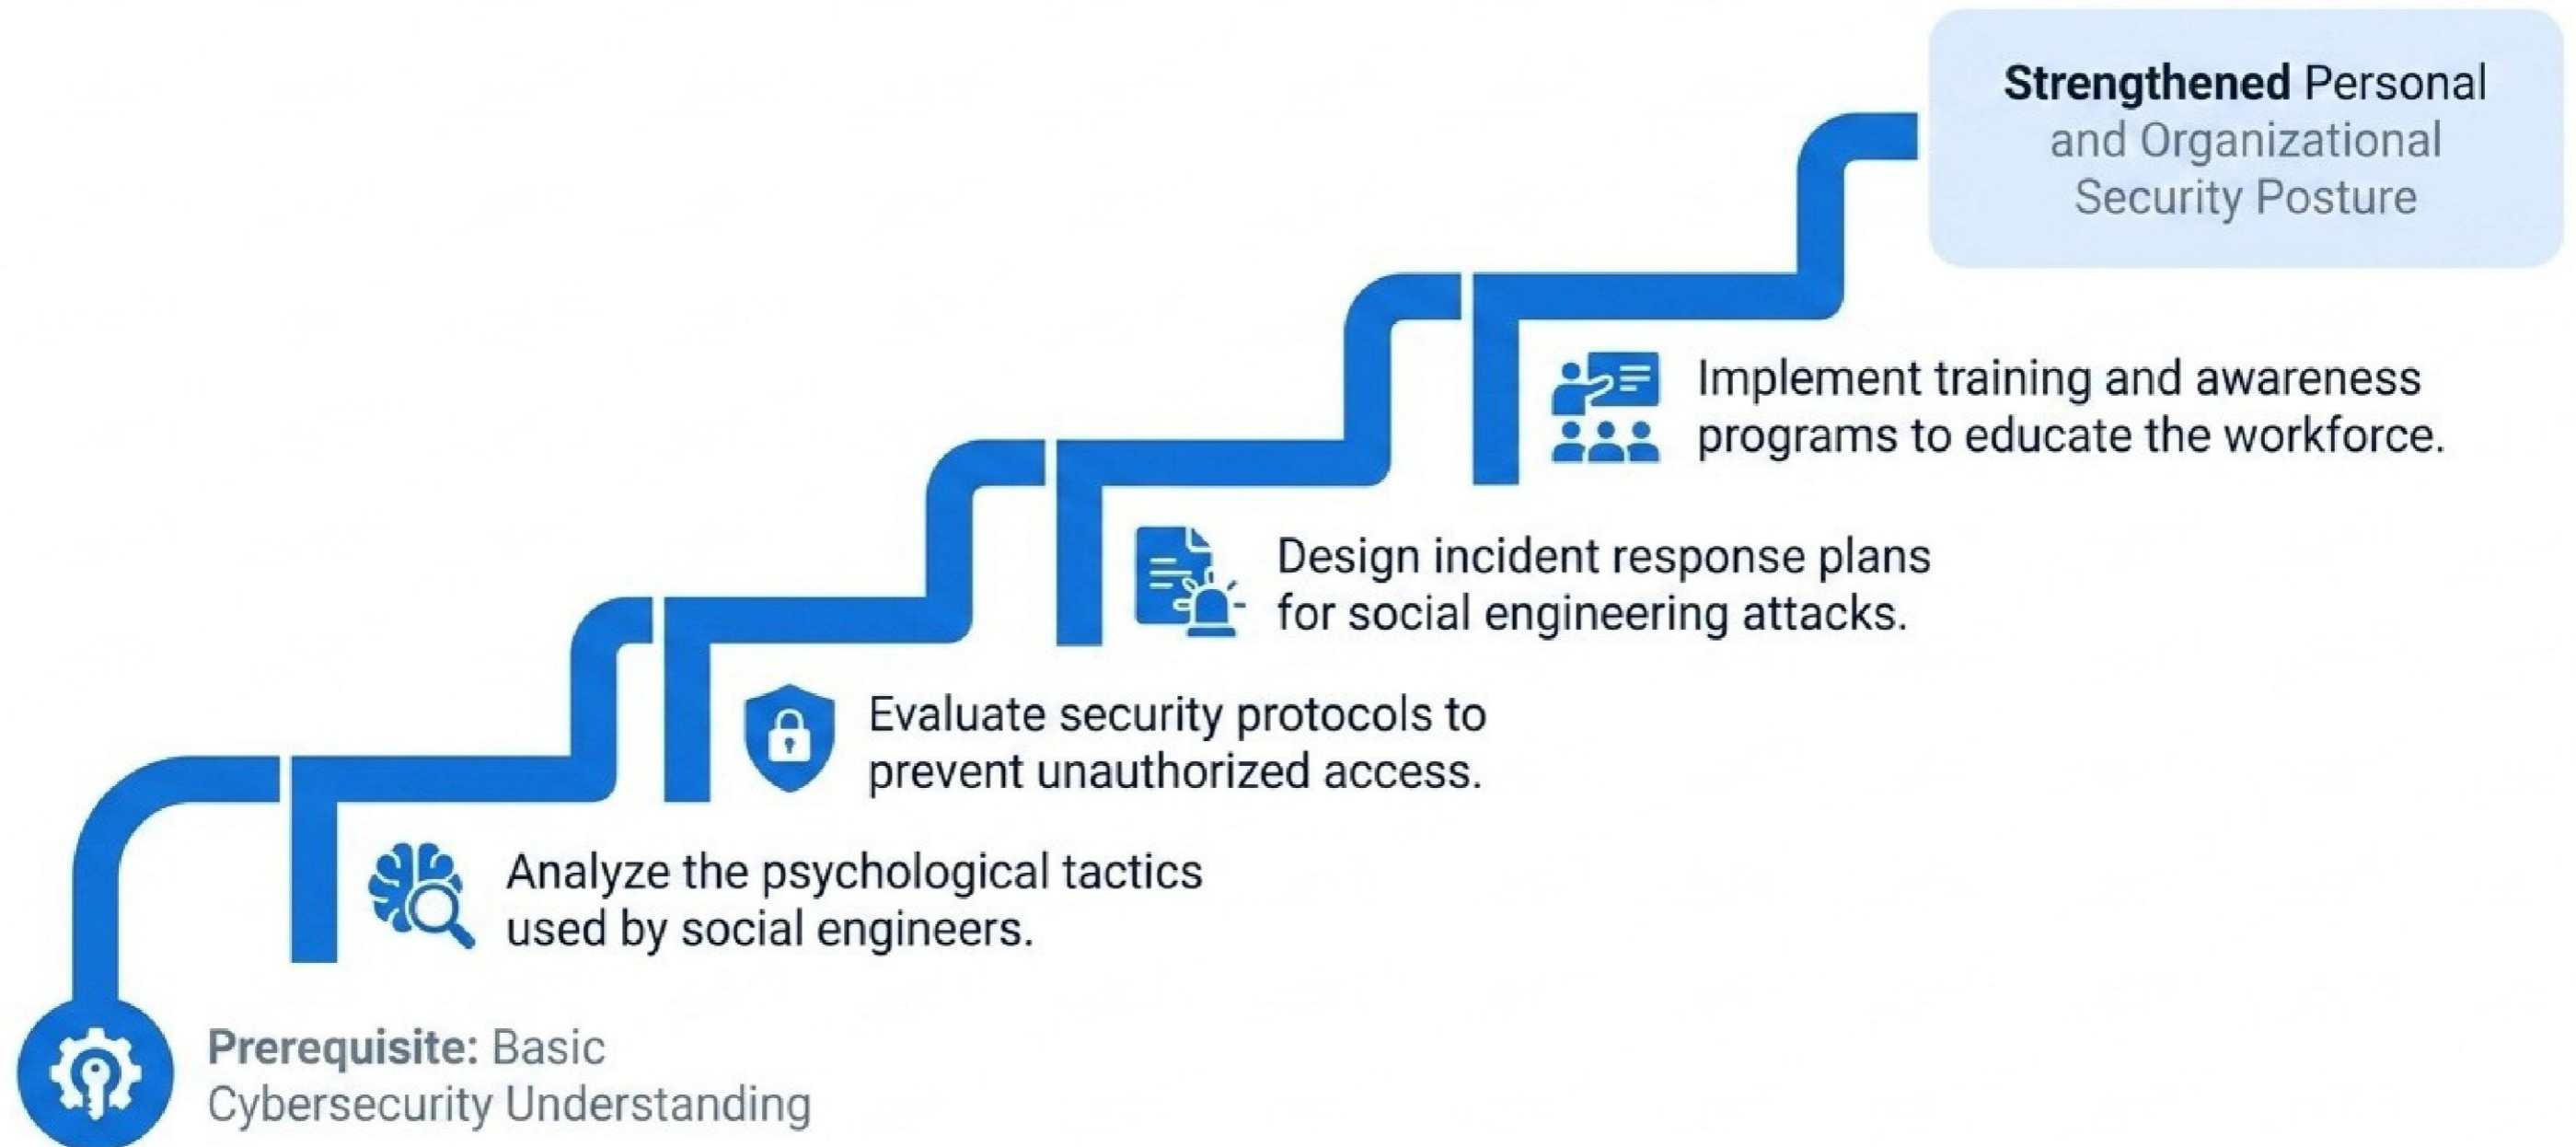 Strengthened Personal
and Organizational
Security Posture
Implement training and awareness
programs to educate the workforce.
Design incident response plans
for social engineering attacks.
Evaluate security protocols to
prevent unauthorized access.
Analyze the psychological tactics
used by social engineers.
Prerequisite: Basic
Cybersecurity Understanding